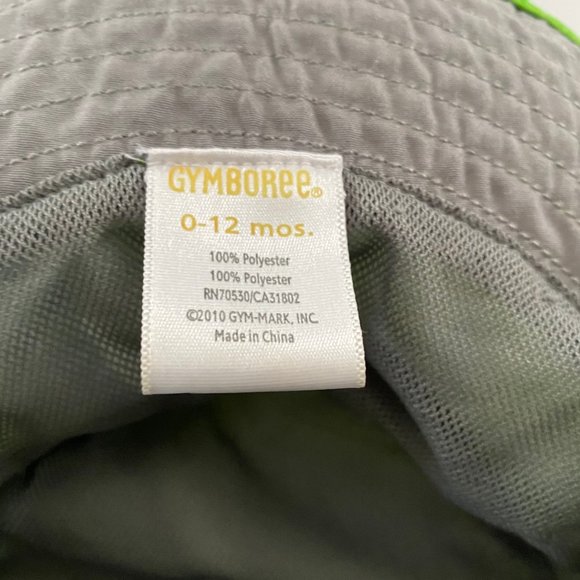 GYMBOREE®
0-12 mos.
100% Polyester
100% Polyester
RN70530/CA31802
©2010 GYM-MARK, INC.
Made in China